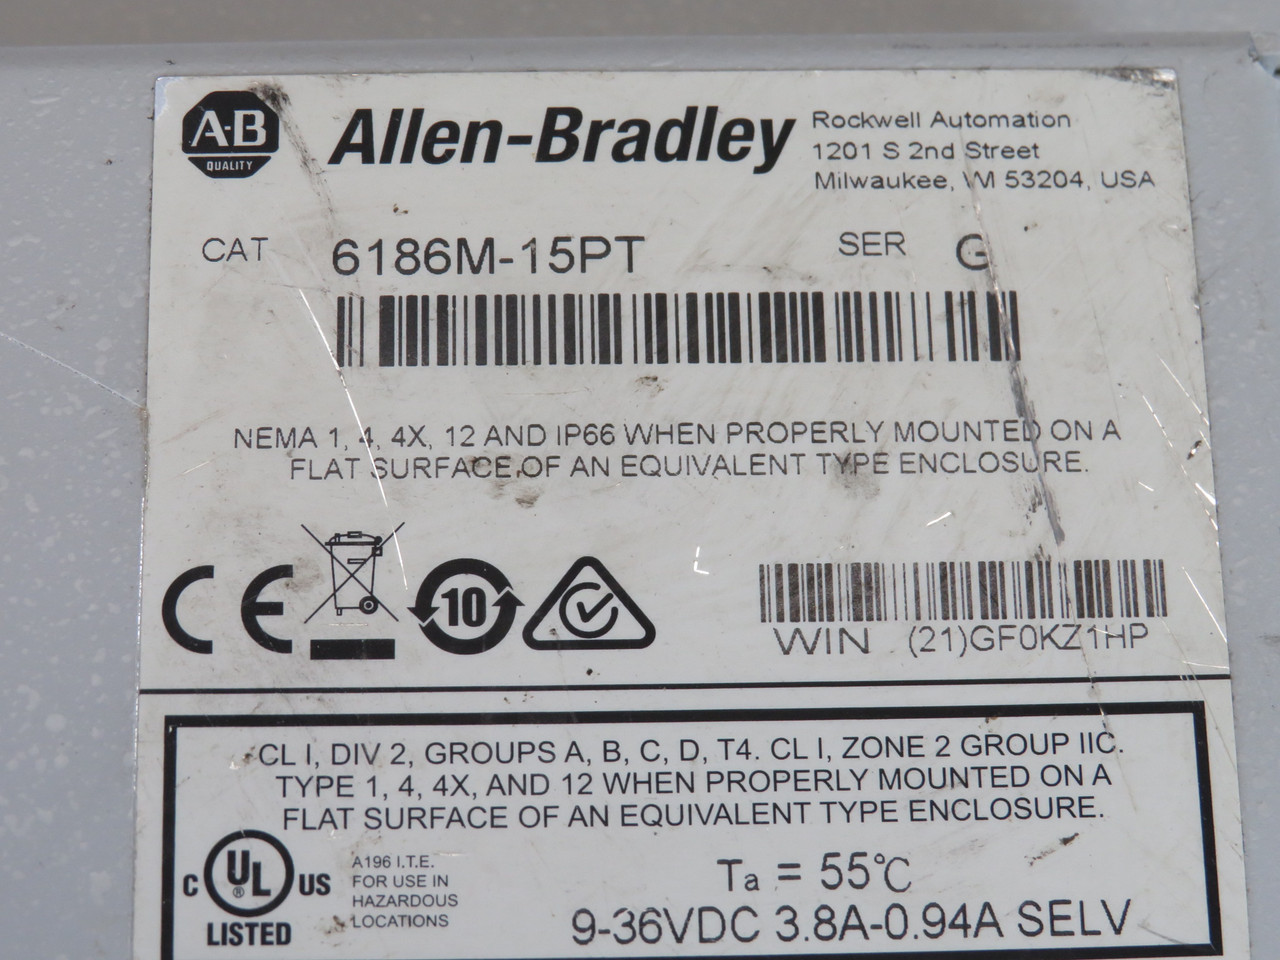 A-B
QUALITY
Allen-Bradley
Rockwell Automation
1201 S 2nd Street
Milwaukee, WI 53204, USA
CAT 6186M-15PT SER G
NEMA 1, 4, 4X, 12 AND IP66 WHEN PROPERLY MOUNTED ON A
FLAT SURFACE OF AN EQUIVALENT TYPE ENCLOSURE.
CE
10
WIN (21)GF0KZ1HP
CL I, DIV 2, GROUPS A, B, C, D, T4. CL I, ZONE 2 GROUP IIC.
TYPE 1, 4, 4X, AND 12 WHEN PROPERLY MOUNTED ON A
FLAT SURFACE OF AN EQUIVALENT TYPE ENCLOSURE.
C UL ® US
LISTED
A196 I.T.E.
FOR USE IN
HAZARDOUS
LOCATIONS
Ta = 55°C
9-36VDC 3.8A-0.94A SELV